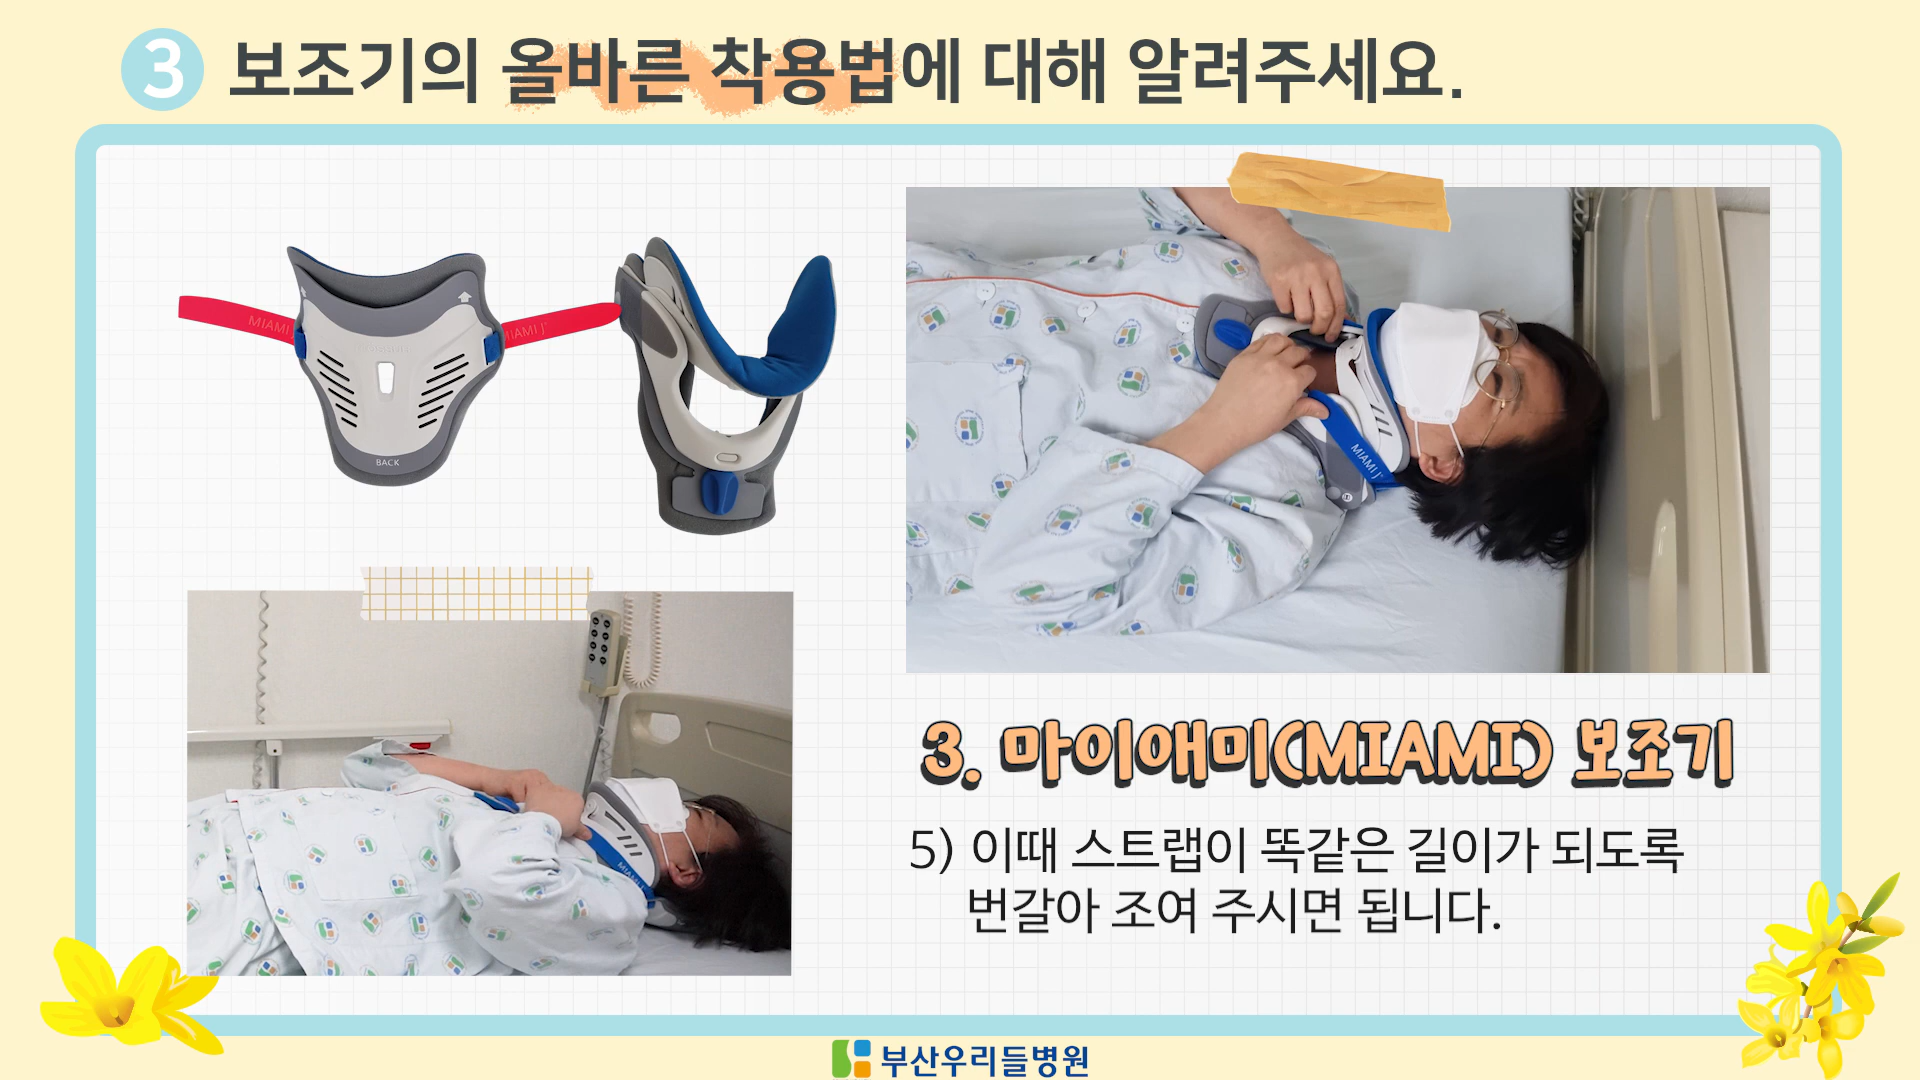 3 보조기의 올바른 착용법에 대해 알려주세요.
MIAMI J
MIAMI J
BACK
MIAMI J
MIAMI J
3. 마이애미(MIAMI) 보조기
5) 이때 스트랩이 똑같은 길이가 되도록
번갈아 조여 주시면 됩니다.
부산우리들병원